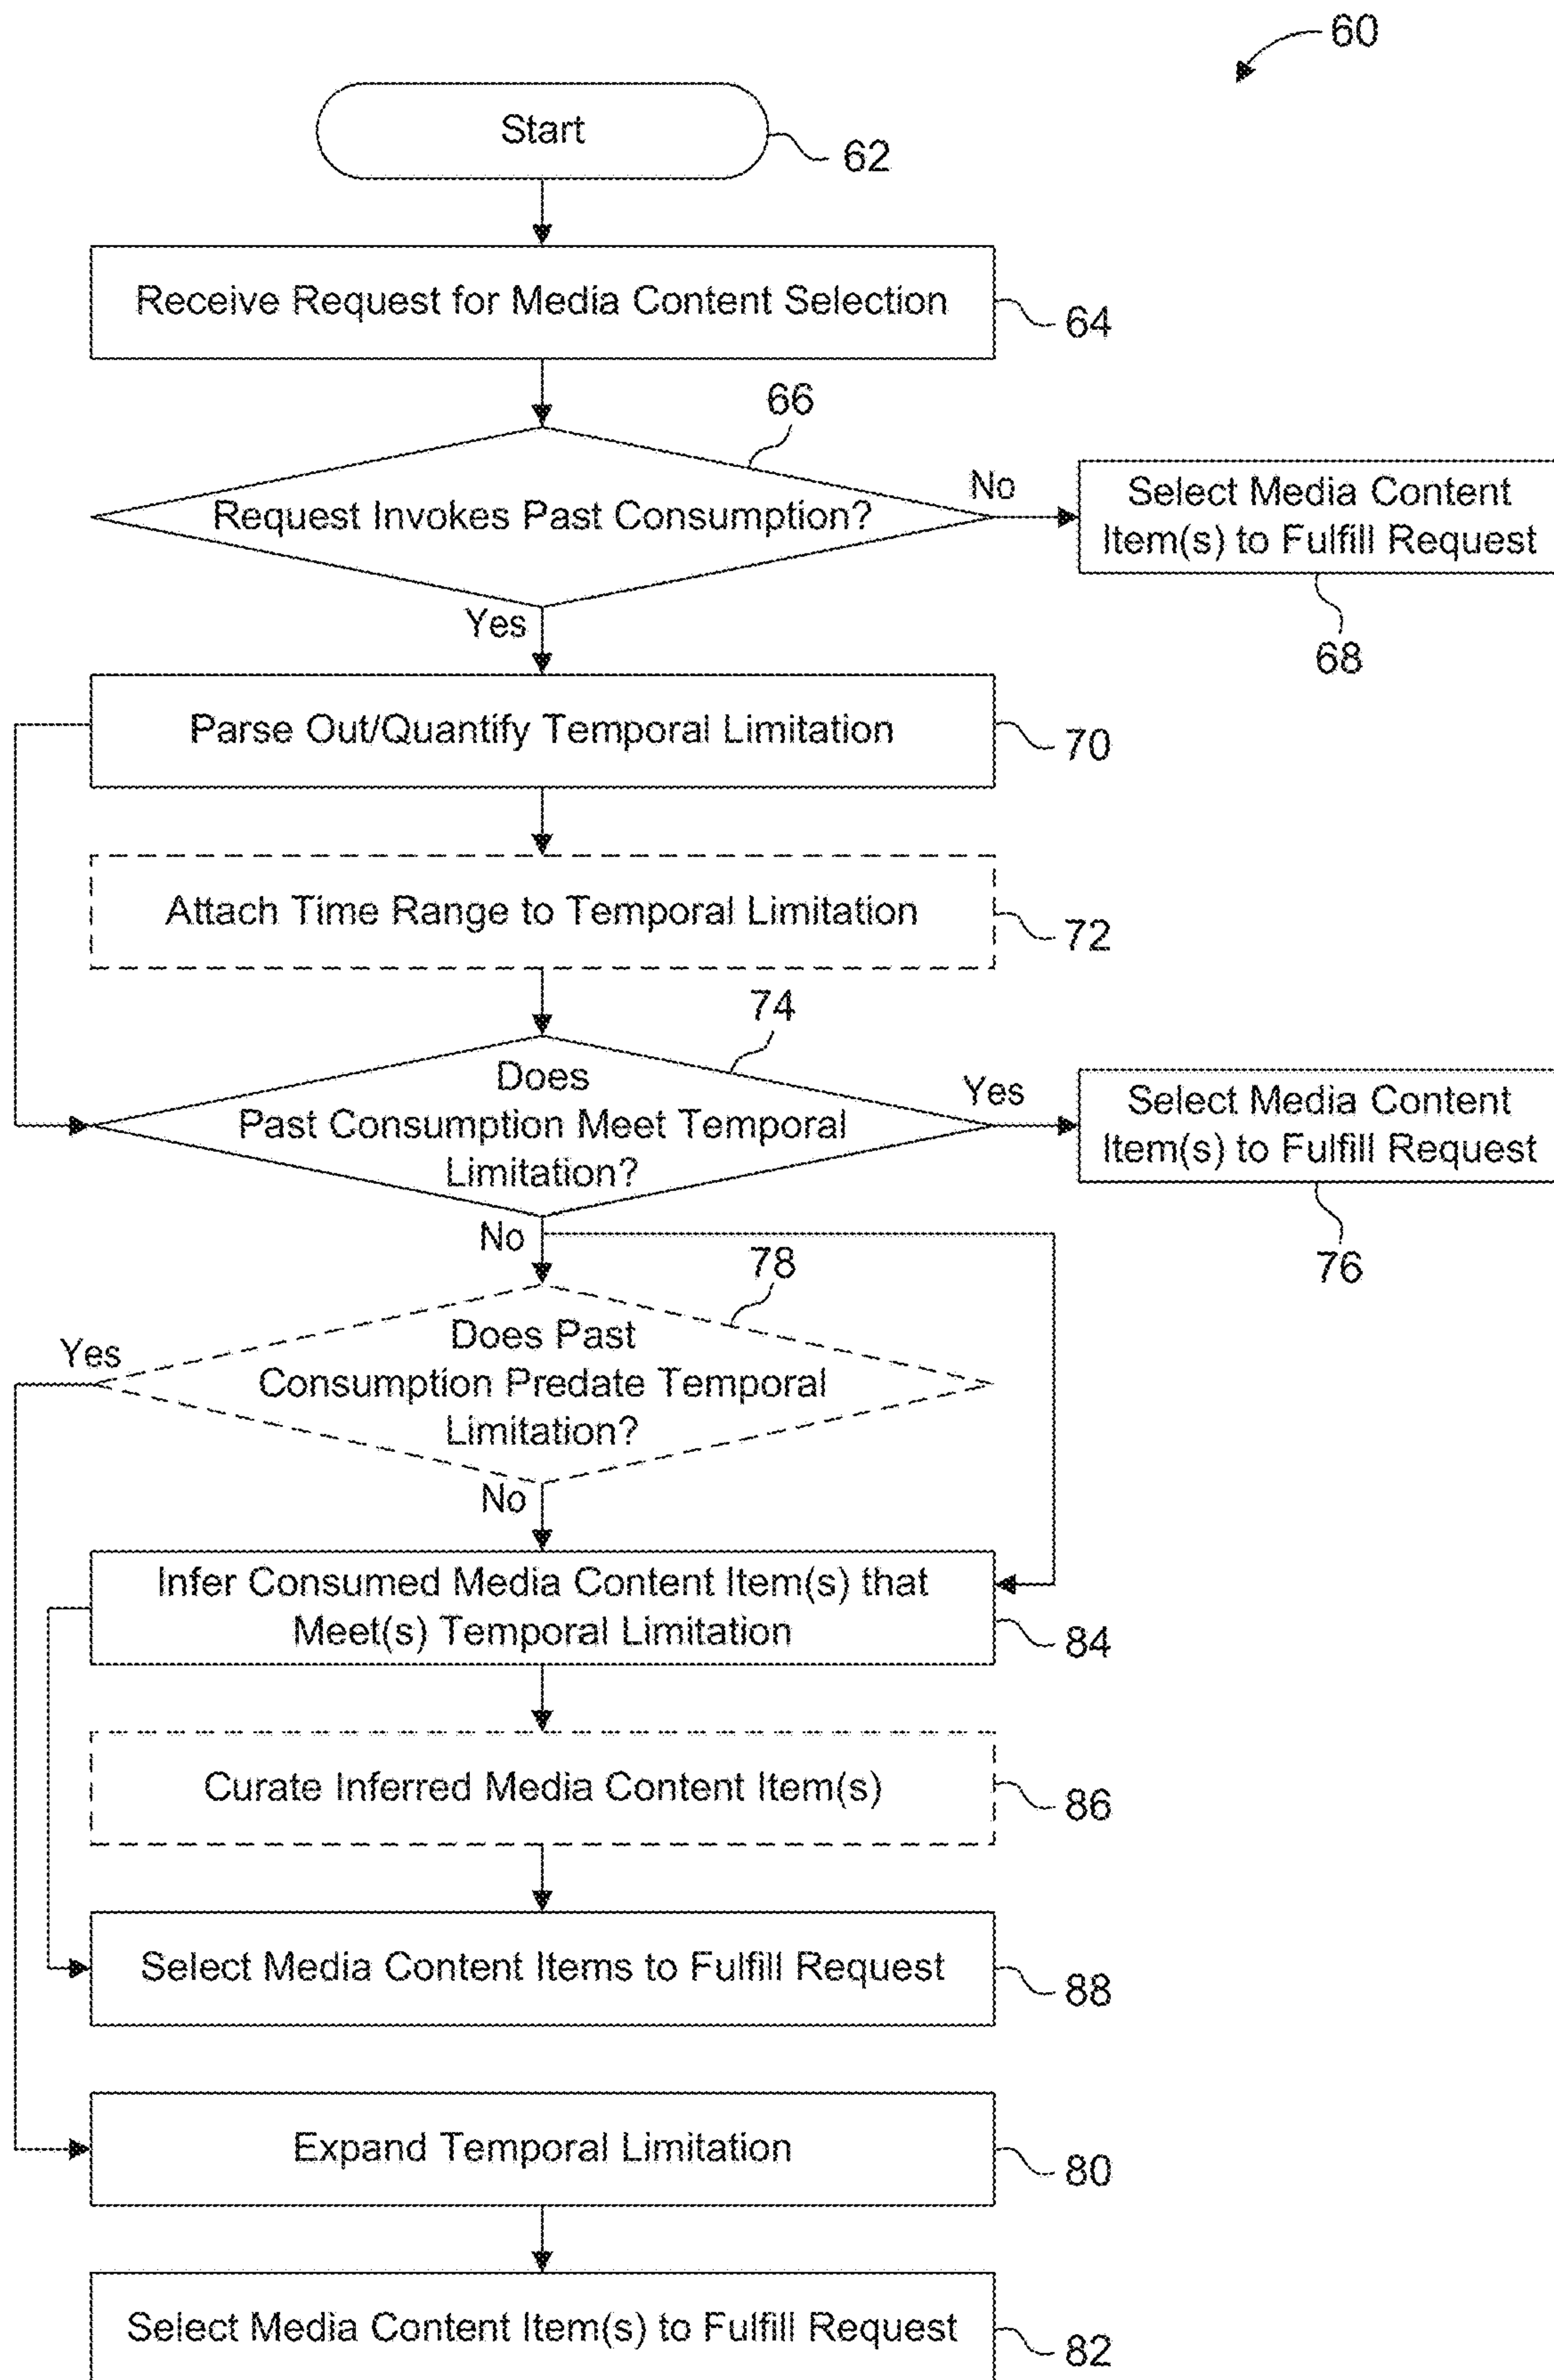 60
Start
62
Receive Request for Media Content Selection
64
66
Request Invokes Past Consumption?
No
Select Media Content
Item(s) to Fulfill Request
68
Yes
Parse Out/Quantify Temporal Limitation
70
Attach Time Range to Temporal Limitation
72
74
Does
Past Consumption Meet Temporal
Limitation?
Yes
Select Media Content
Item(s) to Fulfill Request
76
No
78
Does Past
Consumption Predate Temporal
Limitation?
Yes
No
Infer Consumed Media Content Item(s) that
Meet(s) Temporal Limitation
84
Curate Inferred Media Content Item(s)
86
Select Media Content Items to Fulfill Request
88
Expand Temporal Limitation
80
Select Media Content Item(s) to Fulfill Request
82